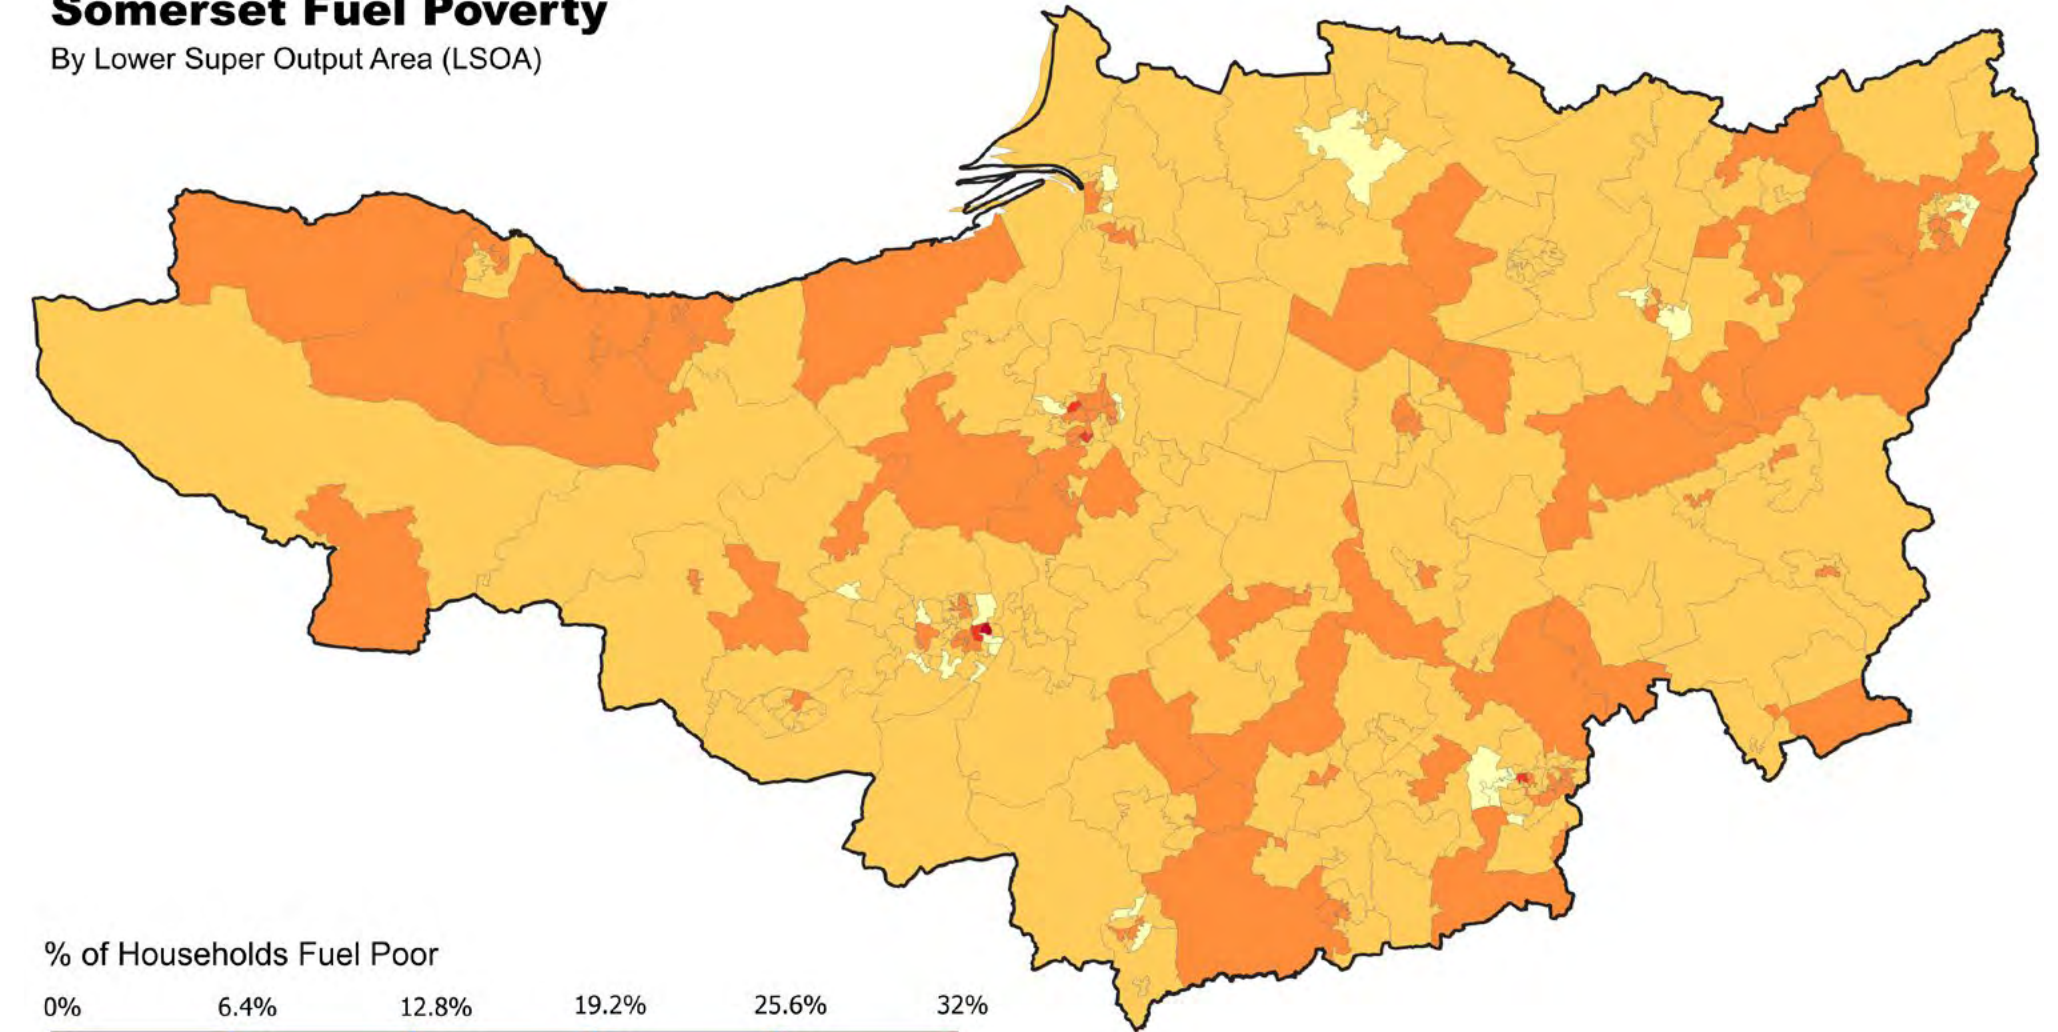 Somerset Fuel Poverty
By Lower Super Output Area (LSOA)
% of Households Fuel Poor
0% 6.4% 12.8% 19.2% 25.6% 32%